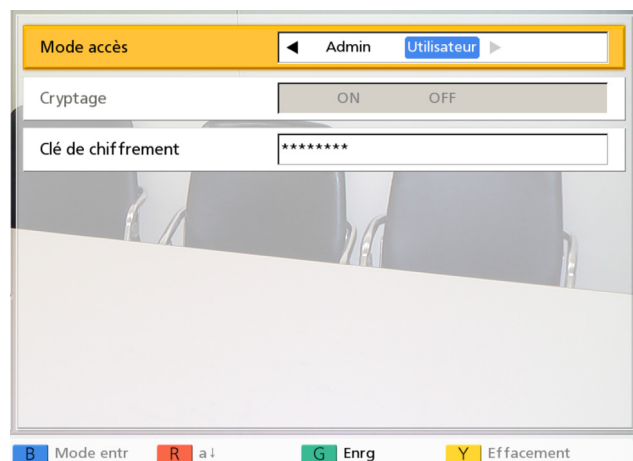 Mode accès
◀ Admin Utilisateur ▶
Cryptage
ON OFF
Clé de chiffrement
********
B Mode entr R a↓ G Enrg Y Effacement